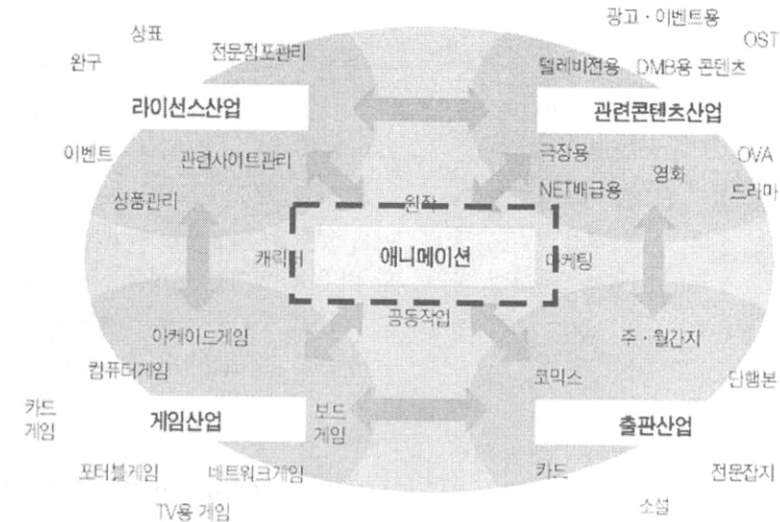 광고 · 이벤트용
상표
OST
전문점포관리
완구
텔레비전용 DMB용 콘텐츠
라이선스산업
관련콘텐츠산업
이벤트
관련사이트관리
극장용
영화
OVA
상품관리
NET배급용
드라마
원작
캐릭터
애니메이션
마케팅
공동작업
아케이드게임
주 · 월간지
컴퓨터게임
코믹스
단행본
카드
게임
게임산업
보드
게임
출판산업
포터블게임
네트워크게임
카드
전문잡지
TV용 게임
소설